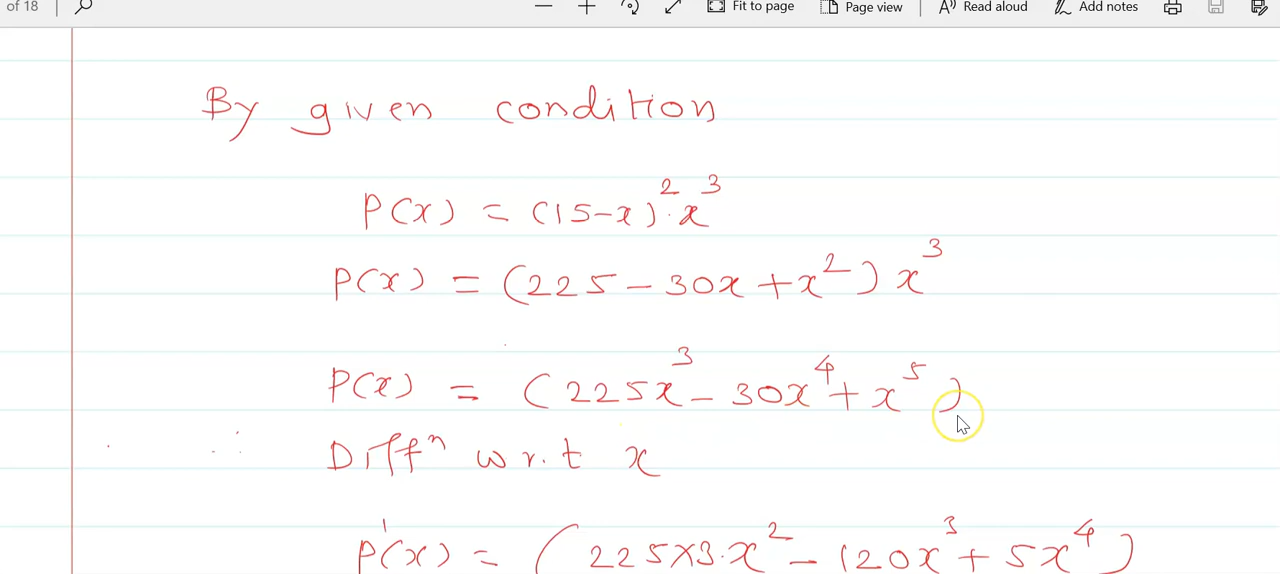 of 18 Fit to page Page view Read aloud Add notes
By given condition
P(x) = (15-x)²·x³
P(x) = (225 - 30x + x²) x³
P(x) = (225x³ - 30x⁴ + x⁵)
∴ Diffⁿ w r.t x
P'(x) = (225×3·x² - 120x³ + 5x⁴)